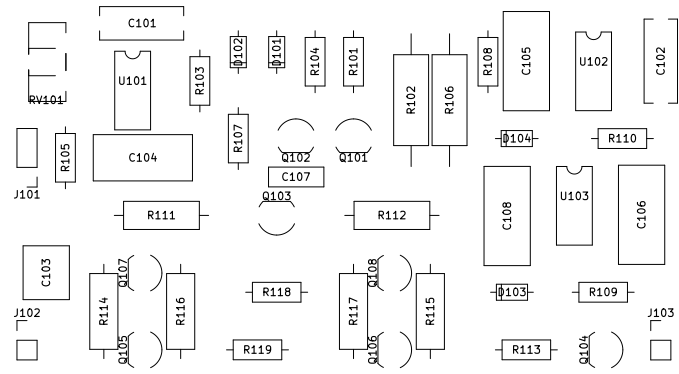 C101
D102
D101
R104
R101
R108
C105
U102
C102
RV101
U101
R103
R102
R106
R107
R105
C104
Q102
Q101
D104
R110
J101
C107
Q103
R111
R112
C108
U103
C106
C103
Q107
Q108
R114
R116
R118
R117
R115
D103
R109
J102
J103
Q105
R119
Q106
R113
Q104